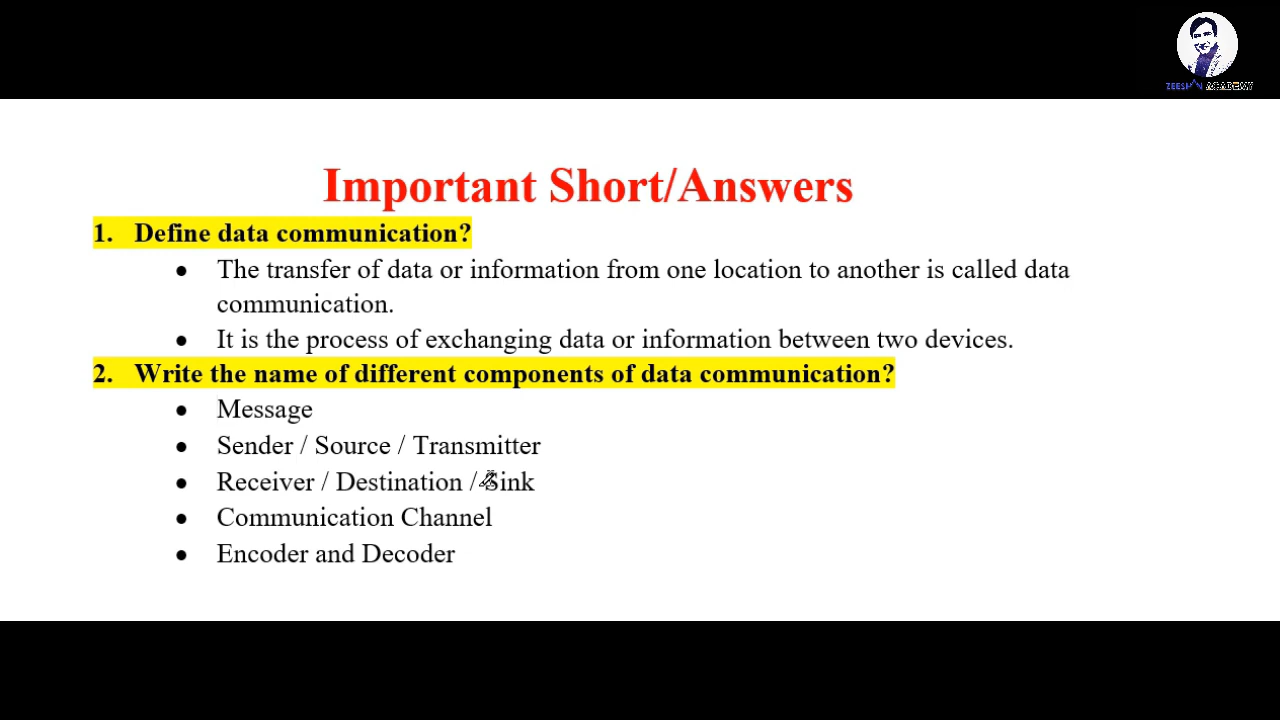 ZEESHAN ACADEMY
Important Short/Answers
1. Define data communication?
• The transfer of data or information from one location to another is called data
communication.
• It is the process of exchanging data or information between two devices.
2. Write the name of different components of data communication?
• Message
• Sender / Source / Transmitter
• Receiver / Destination / Sink
• Communication Channel
• Encoder and Decoder